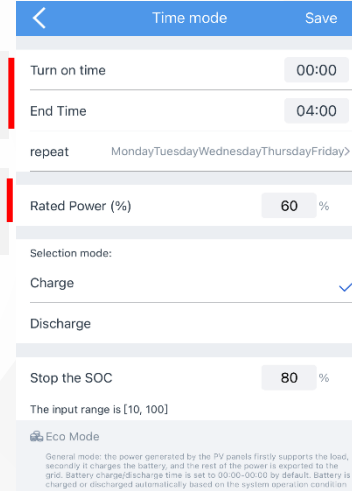 Time mode Save
Turn on time 00:00
End Time 04:00
repeat MondayTuesdayWednesdayThursdayFriday>
Rated Power (%) 60 %
Selection mode:
Charge
Discharge
Stop the SOC 80 %
The input range is [10, 100]
Eco Mode
General mode: the power generated by the PV panels firstly supports the load,
secondly it charges the battery, and the rest of the power is exported to the
grid. Battery charge/discharge time is set to 00:00-00:00 by default. Battery is
charged or discharged automatically based on the system operation condition